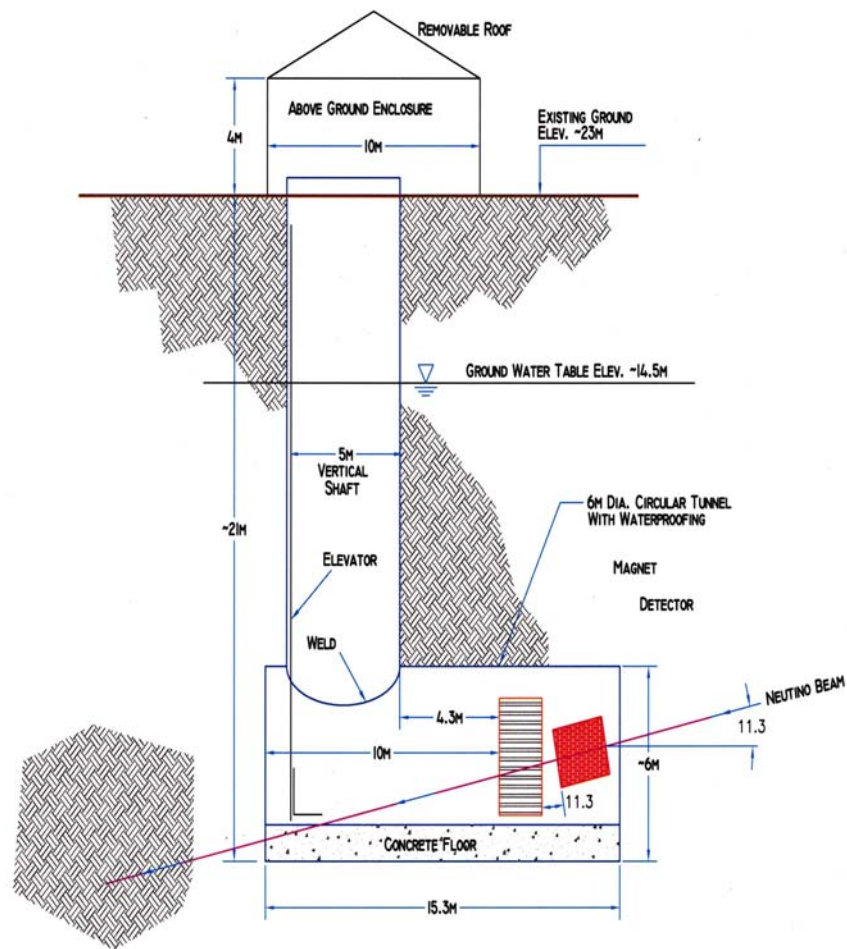 REMOVABLE ROOF
ABOVE GROUND ENCLOSURE
4M
10M
EXISTING GROUND
ELEV. ~23M
GROUND WATER TABLE ELEV. ~14.5M
5M
VERTICAL
SHAFT
6M DIA. CIRCULAR TUNNEL
WITH WATERPROOFING
~21M
ELEVATOR
MAGNET
DETECTOR
WELD
NEUTINO BEAM
4.3M
11.3
10M
~6M
11.3
CONCRETE FLOOR
15.3M